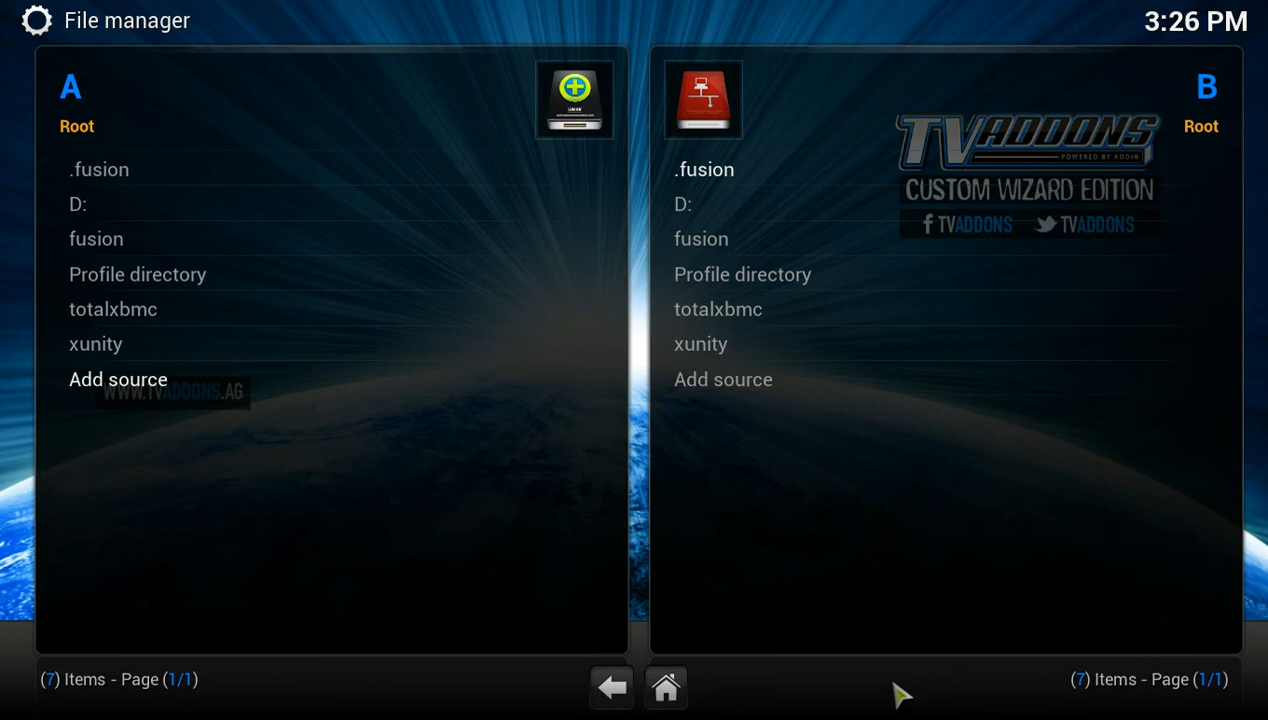 File manager
3:26 PM
A
Root
.fusion
D:
fusion
Profile directory
totalxbmc
xunity
Add source
WWW.TVADDONS.AG
(7) Items - Page (1/1)
B
Root
TVADDONS
POWERED BY KODI
CUSTOM WIZARD EDITION
f TVADDONS TVADDONS
.fusion
D:
fusion
Profile directory
totalxbmc
xunity
Add source
(7) Items - Page (1/1)